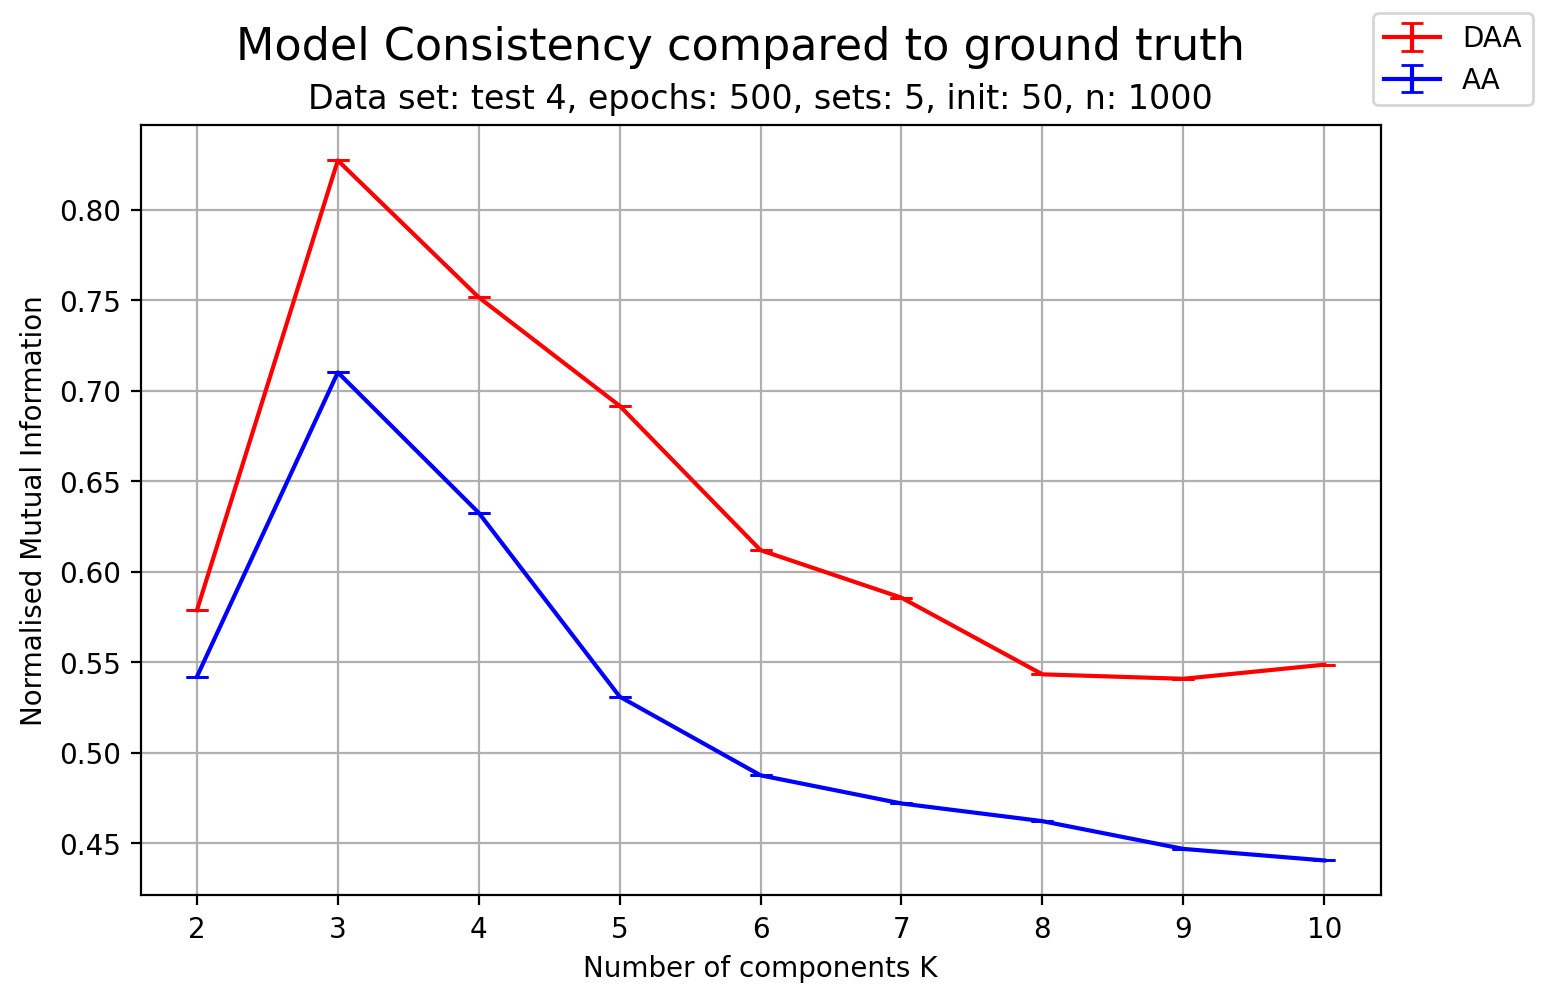 Model Consistency compared to ground truth
Data set: test 4, epochs: 500, sets: 5, init: 50, n: 1000
DAA
AA
Normalised Mutual Information
0.80
0.75
0.70
0.65
0.60
0.55
0.50
0.45
2 3 4 5 6 7 8 9 10
Number of components K